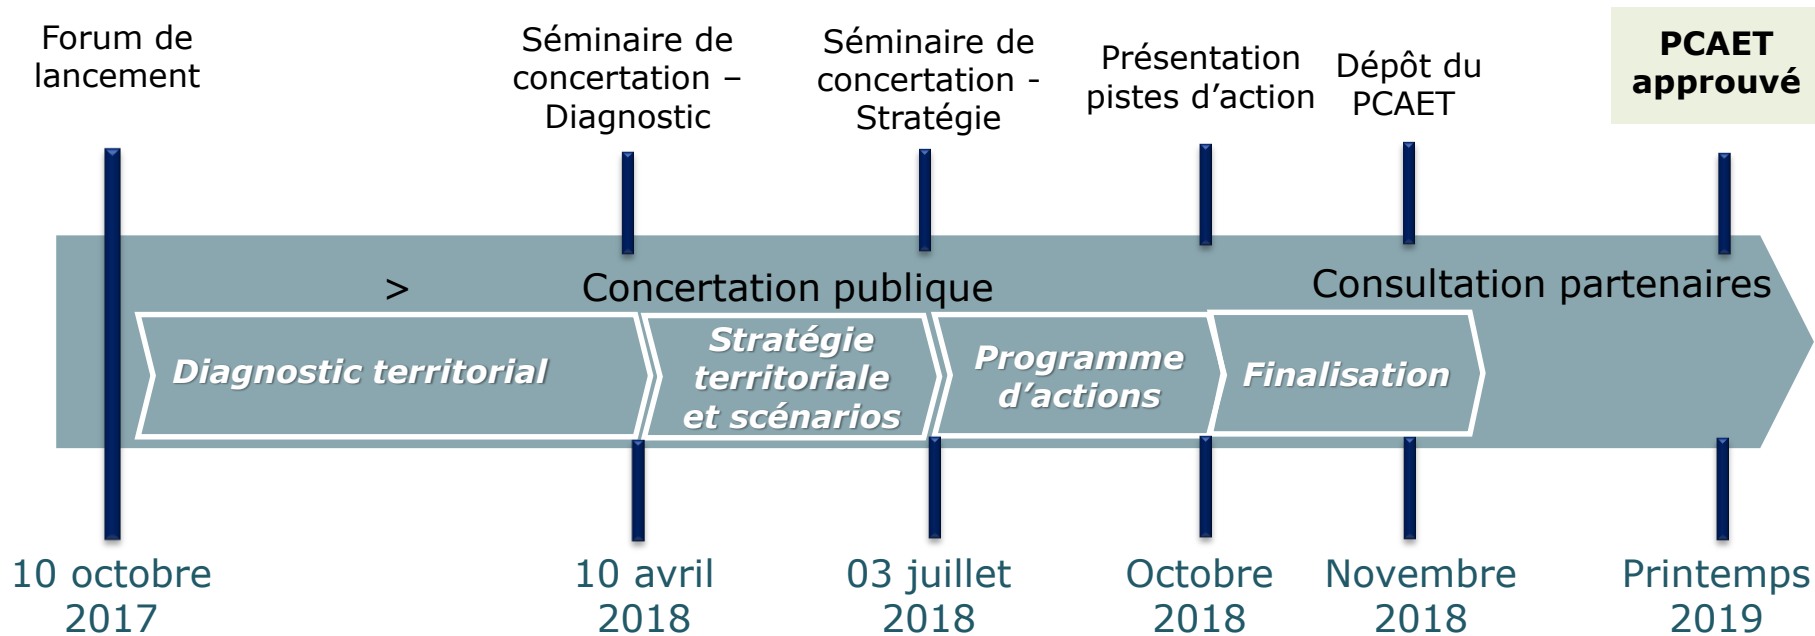 Forum de
lancement
Séminaire de
concertation –
Diagnostic
Séminaire de
concertation -
Stratégie
Présentation
pistes d’action
Dépôt du
PCAET
PCAET
approuvé
> Concertation publique
Consultation partenaires
Diagnostic territorial
Stratégie
territoriale
et scénarios
Programme
d’actions
Finalisation
10 octobre
2017
10 avril
2018
03 juillet
2018
Octobre
2018
Novembre
2018
Printemps
2019